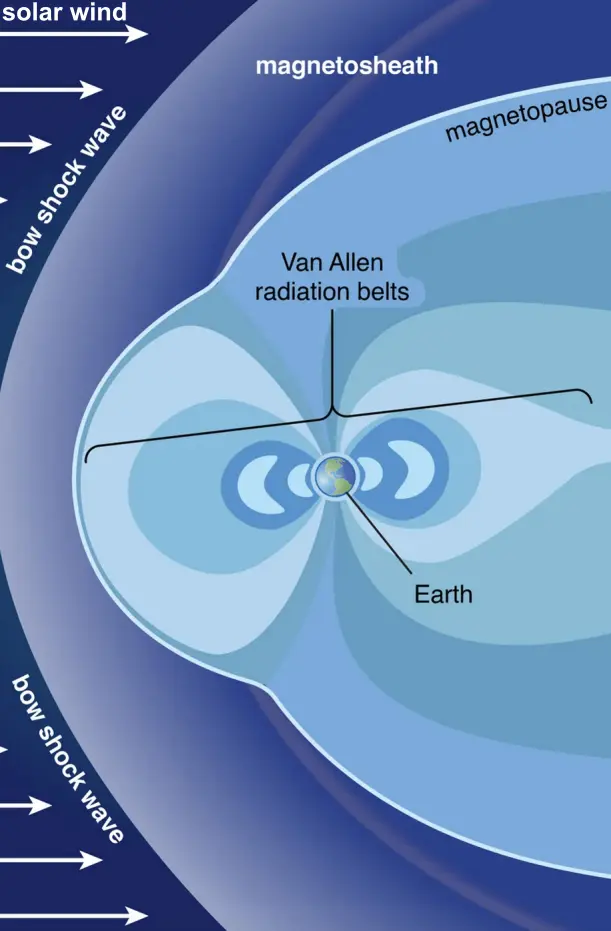 solar wind
magnetosheath
magnetopause
bow shock wave
Van Allen
radiation belts
Earth
bow shock wave